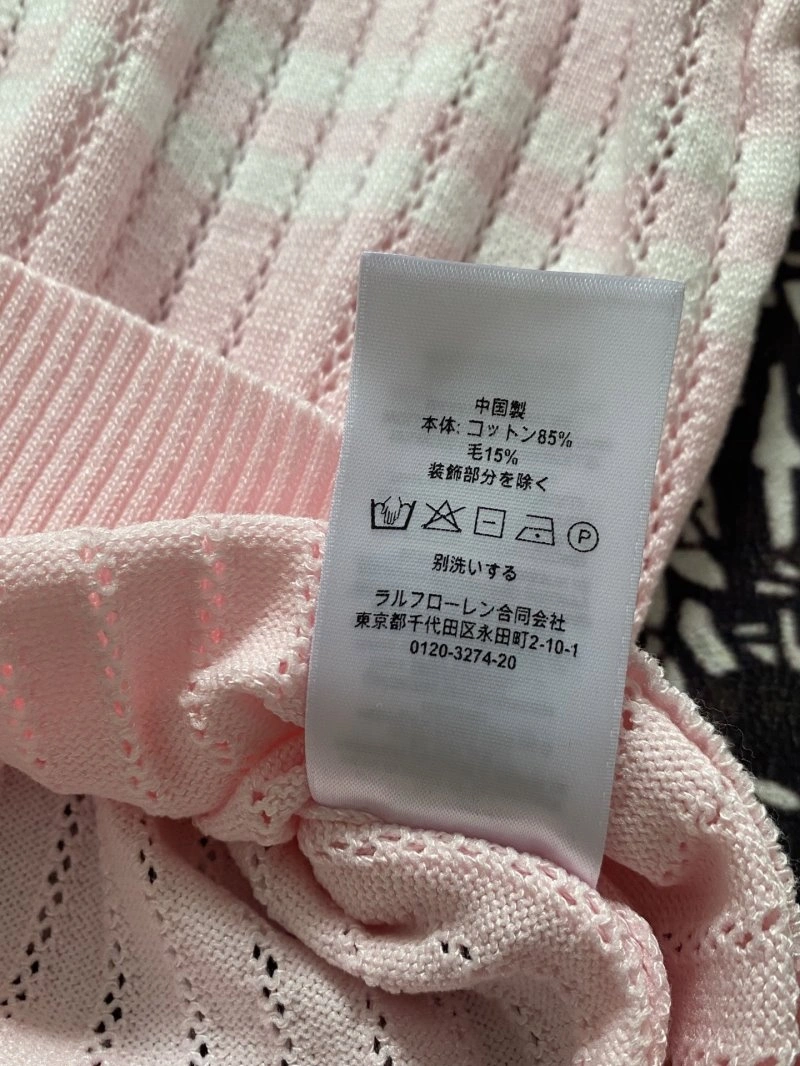 中国製
本体: コットン85%
毛15%
装飾部分を除く
P
別洗いする
ラルフローレン合同会社
東京都千代田区永田町2-10-1
0120-3274-20